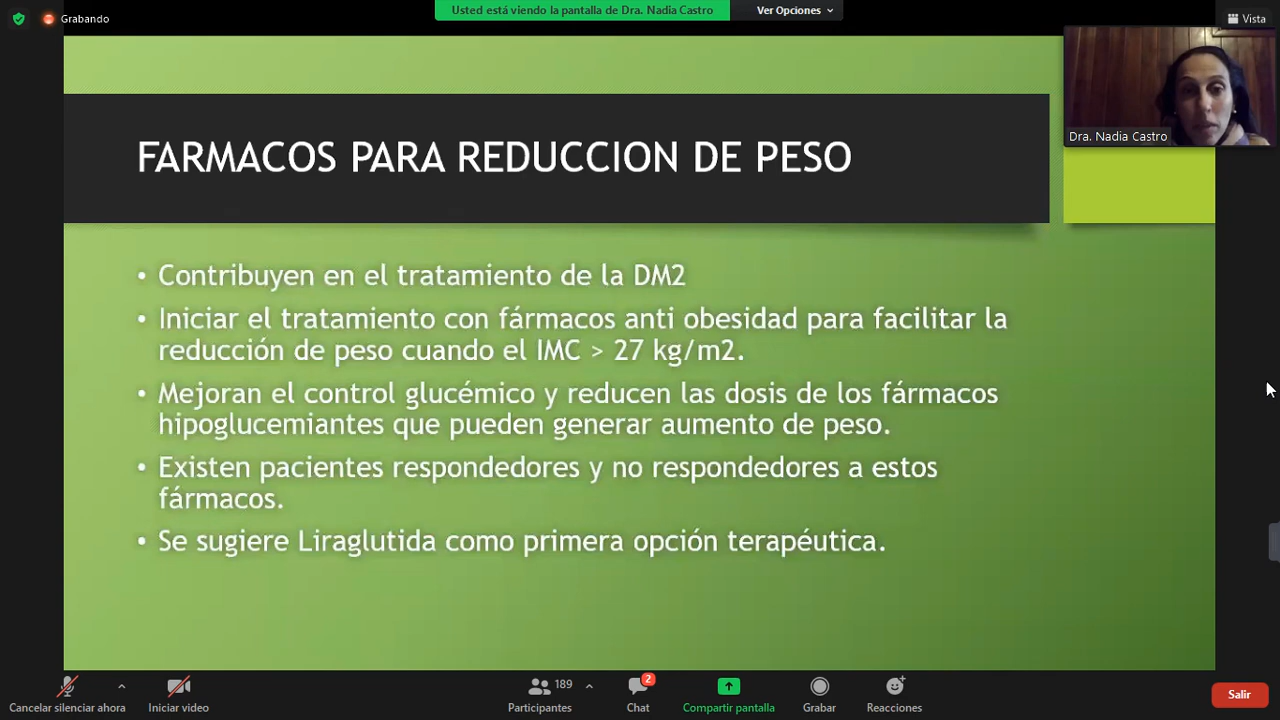 Grabando
Usted está viendo la pantalla de Dra. Nadia Castro
Ver Opciones
Vista
Dra. Nadia Castro
FARMACOS PARA REDUCCION DE PESO
• Contribuyen en el tratamiento de la DM2
• Iniciar el tratamiento con fármacos anti obesidad para facilitar la
reducción de peso cuando el IMC > 27 kg/m2.
• Mejoran el control glucémico y reducen las dosis de los fármacos
hipoglucemiantes que pueden generar aumento de peso.
• Existen pacientes respondedores y no respondedores a estos
fármacos.
• Se sugiere Liraglutida como primera opción terapéutica.
Cancelar silenciar ahora
Iniciar video
189
Participantes
2
Chat
Compartir pantalla
Grabar
Reacciones
Salir